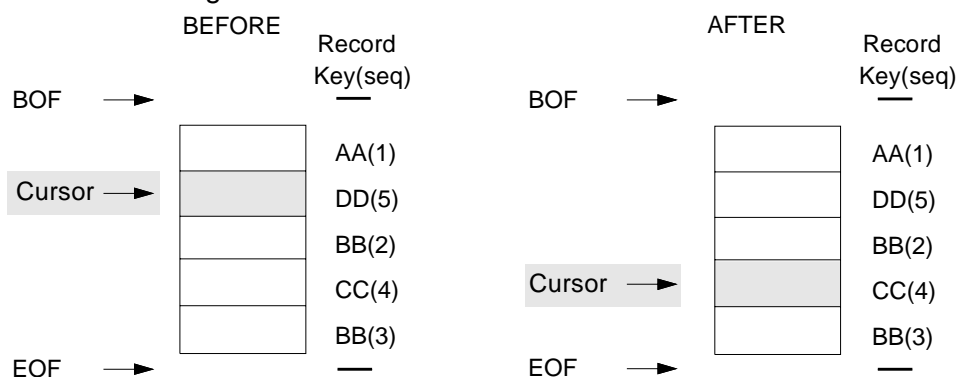 BEFORE
Record
Key(seq)
BOF
AA(1)
Cursor
DD(5)
BB(2)
CC(4)
BB(3)
EOF
AFTER
Record
Key(seq)
BOF
AA(1)
DD(5)
BB(2)
Cursor
CC(4)
BB(3)
EOF